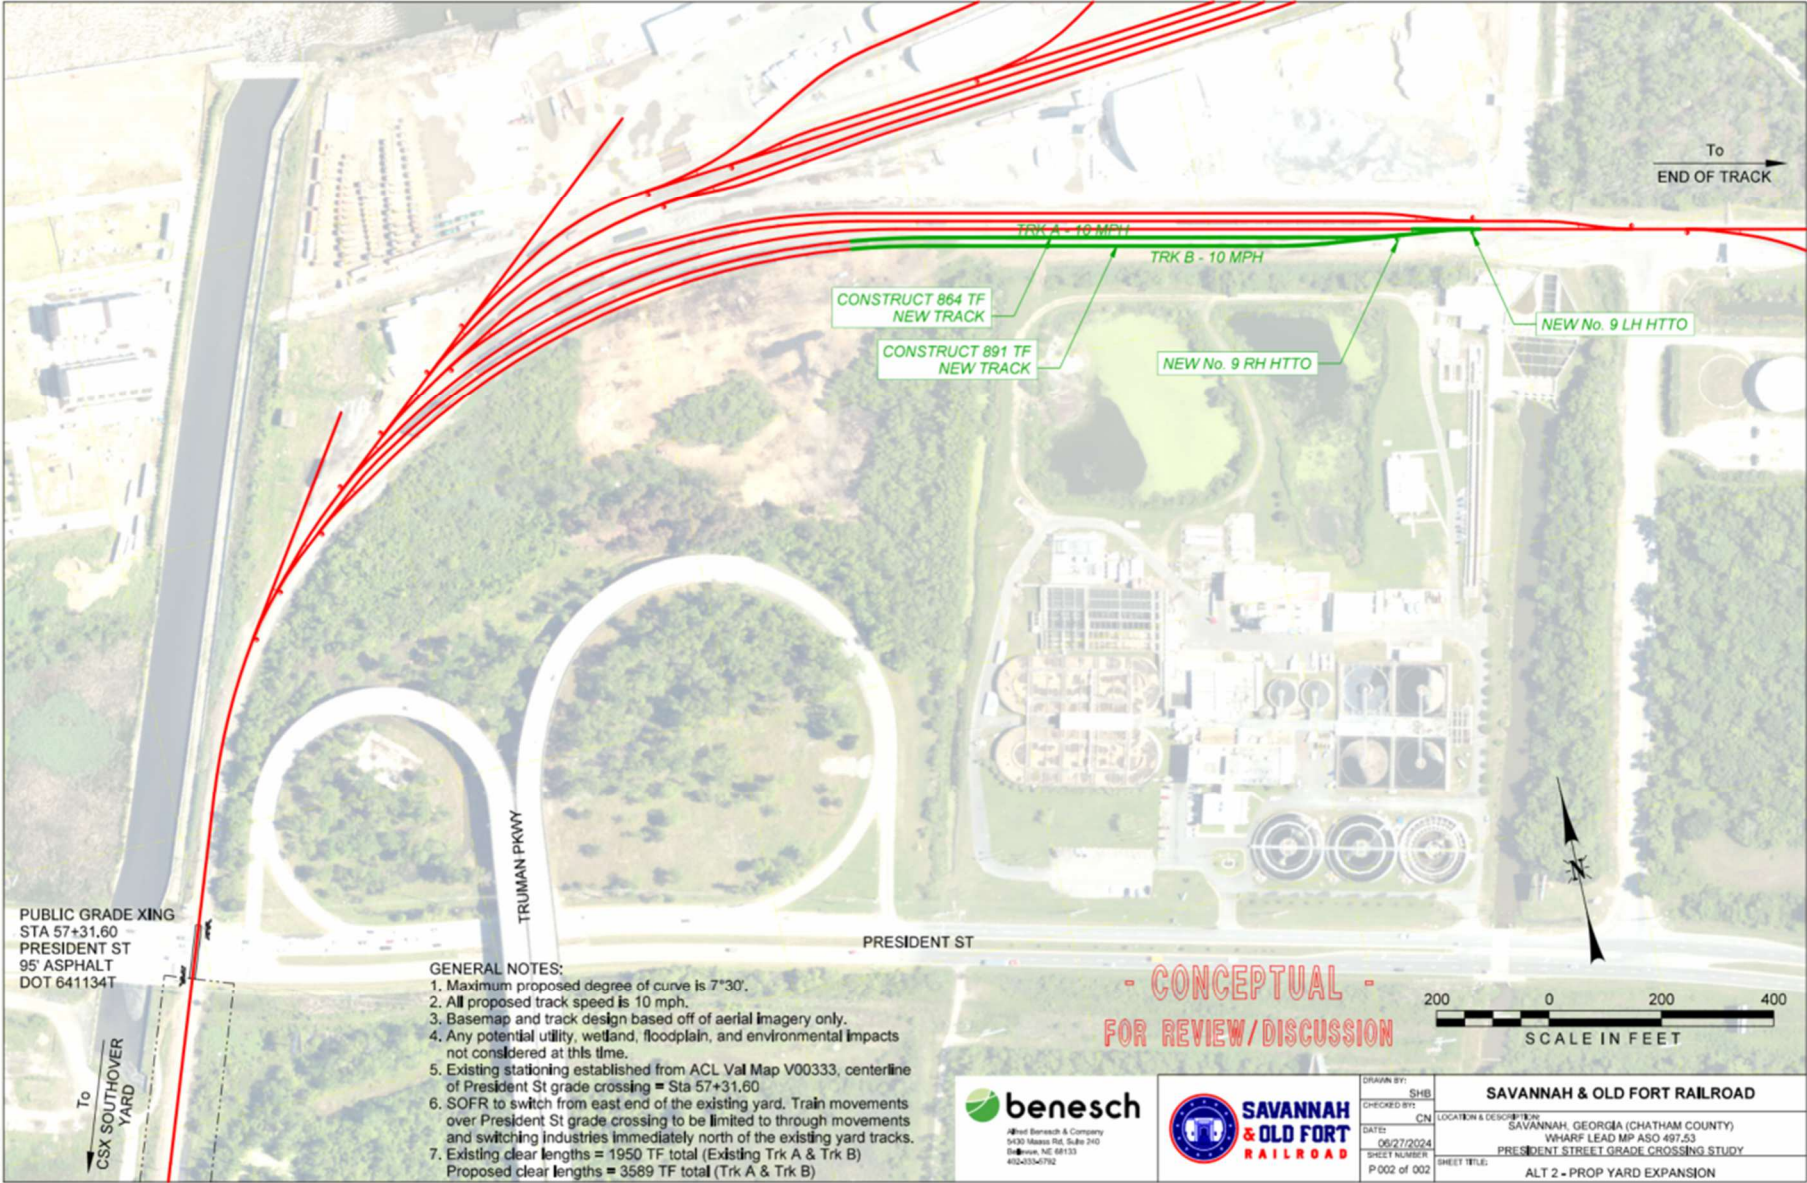 To
END OF TRACK
TRK A - 10 MPH
TRK B - 10 MPH
CONSTRUCT 864 TF
NEW TRACK
CONSTRUCT 891 TF
NEW TRACK
NEW No. 9 RH HTTO
NEW No. 9 LH HTTO
TRUMAN PKWY
PRESIDENT ST
PUBLIC GRADE XING
STA 57+31.60
PRESIDENT ST
95' ASPHALT
DOT 641134T
To
CSX SOUTHOVER
YARD
GENERAL NOTES:
1. Maximum proposed degree of curve is 7°30'.
2. All proposed track speed is 10 mph.
3. Basemap and track design based off of aerial imagery only.
4. Any potential utility, wetland, floodplain, and environmental impacts
not considered at this time.
5. Existing stationing established from ACL Val Map V00333, centerline
of President St grade crossing = Sta 57+31.60
6. SOFR to switch from east end of the existing yard. Train movements
over President St grade crossing to be limited to through movements
and switching industries immediately north of the existing yard tracks.
7. Existing clear lengths = 1950 TF total (Existing Trk A & Trk B)
Proposed clear lengths = 3589 TF total (Trk A & Trk B)
- CONCEPTUAL -
FOR REVIEW/DISCUSSION
N
200 0 200 400
SCALE IN FEET
benesch
Alfred Benesch & Company
5430 Maass Rd, Suite 240
Bellevue, NE 68133
402-333-5792
SAVANNAH
& OLD FORT
RAILROAD
DRAWN BY:
SHB
CHECKED BY:
CN
DATE:
06/27/2024
SHEET NUMBER
P 002 of 002
SAVANNAH & OLD FORT RAILROAD
LOCATION & DESCRIPTION:
SAVANNAH, GEORGIA (CHATHAM COUNTY)
WHARF LEAD MP ASO 497.53
PRESIDENT STREET GRADE CROSSING STUDY
SHEET TITLE:
ALT 2 - PROP YARD EXPANSION